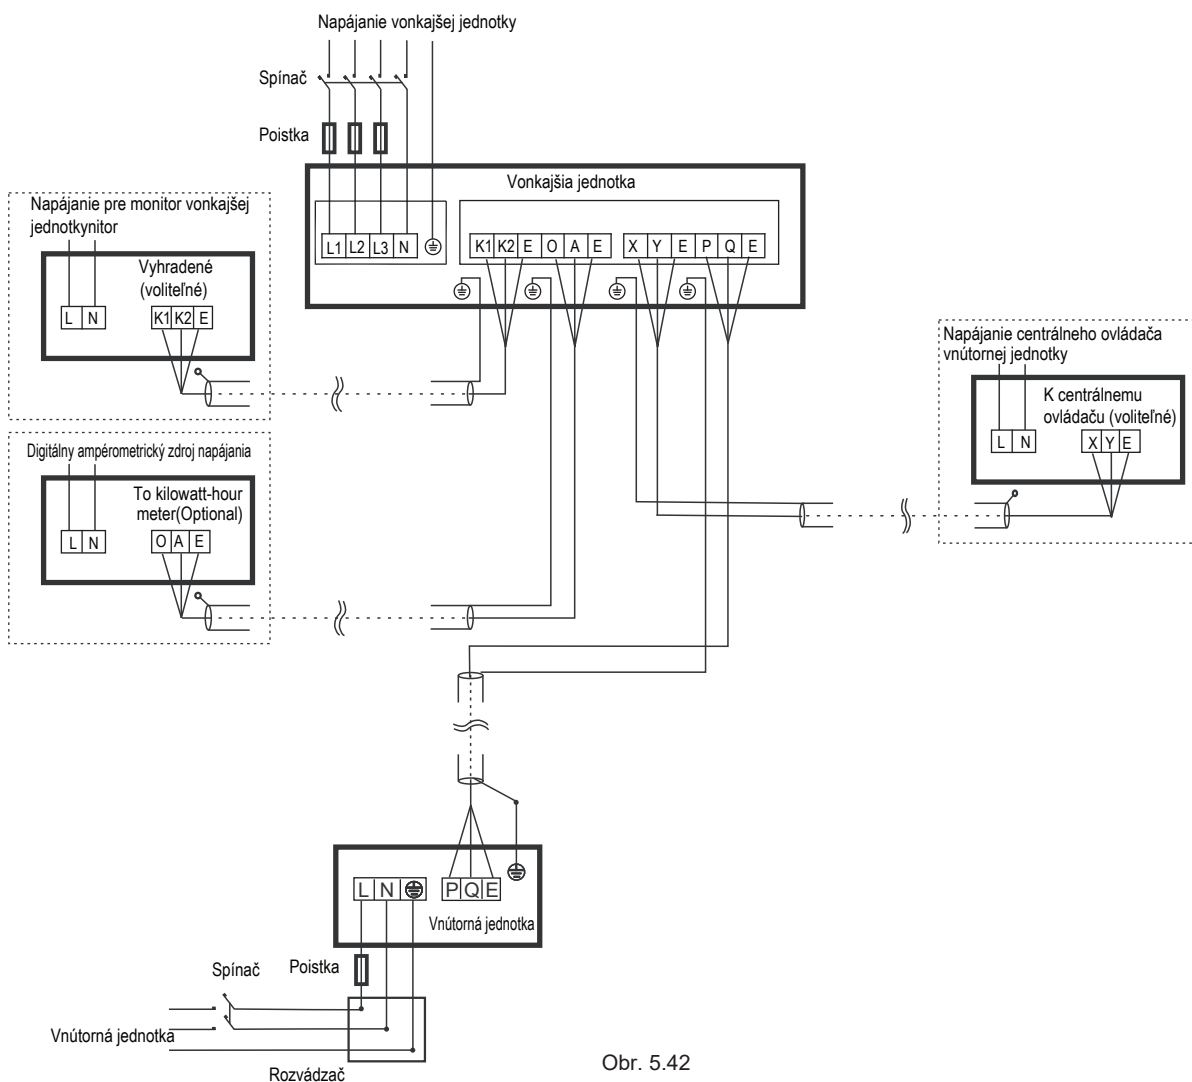 Napájanie vonkajšej jednotky
Spínač
Poistka
Vonkajšia jednotka
L1 L2 L3 N
K1 K2 E O A E X Y E P Q E
Napájanie pre monitor vonkajšej
jednotkynitor
Vyhradené
(voliteľné)
L N K1 K2 E
Digitálny ampérometrický zdroj napájania
To kilowatt-hour
meter(Optional)
L N O A E
Napájanie centrálneho ovládača
vnútornej jednotky
K centrálnemu
ovládaču (voliteľné)
L N X Y E
L N P Q E
Vnútorná jednotka
Spínač
Poistka
Vnútorná jednotka
Rozvádzač
Obr. 5.42